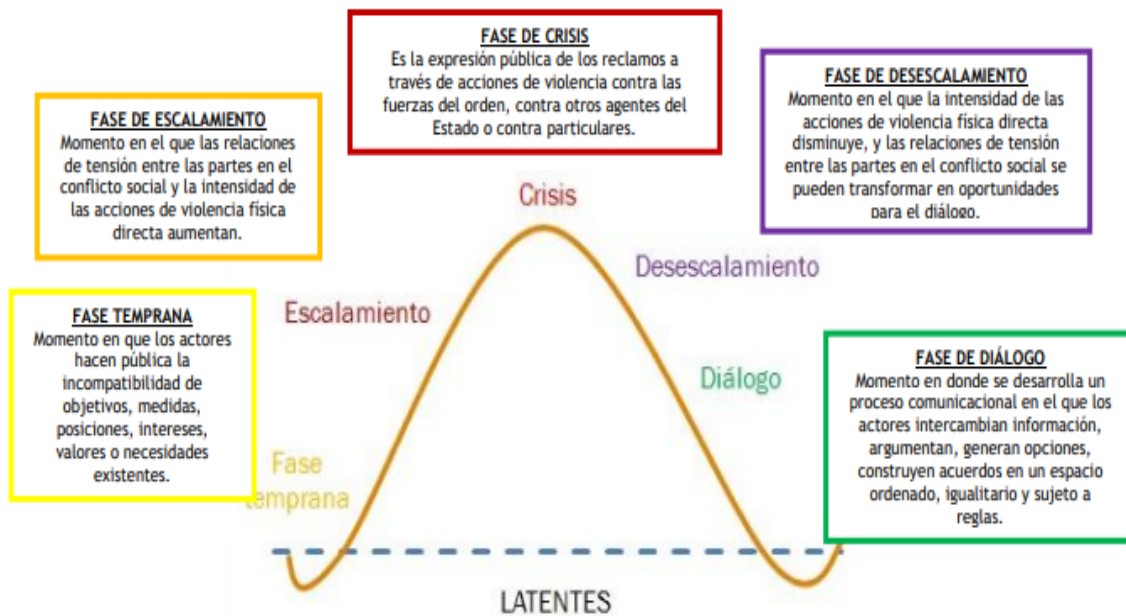 FASE DE CRISIS
Es la expresión pública de los reclamos a
través de acciones de violencia contra las
fuerzas del orden, contra otros agentes del
Estado o contra particulares.
FASE DE ESCALAMIENTO
Momento en el que las relaciones
de tensión entre las partes en el
conflicto social y la intensidad de
las acciones de violencia física
directa aumentan.
FASE DE DESESCALAMIENTO
Momento en el que la intensidad de las
acciones de violencia física directa
disminuye, y las relaciones de tensión
entre las partes en el conflicto social se
pueden transformar en oportunidades
para el diálogo.
Crisis
Desescalamiento
Escalamiento
FASE TEMPRANA
Momento en que los actores
hacen pública la
incompatibilidad de
objetivos, medidas,
posiciones, intereses,
valores o necesidades
existentes.
Diálogo
FASE DE DIÁLOGO
Momento en donde se desarrolla un
proceso comunicacional en el que los
actores intercambian información,
argumentan, generan opciones,
construyen acuerdos en un espacio
ordenado, igualitario y sujeto a
reglas.
Fase
temprana
LATENTES